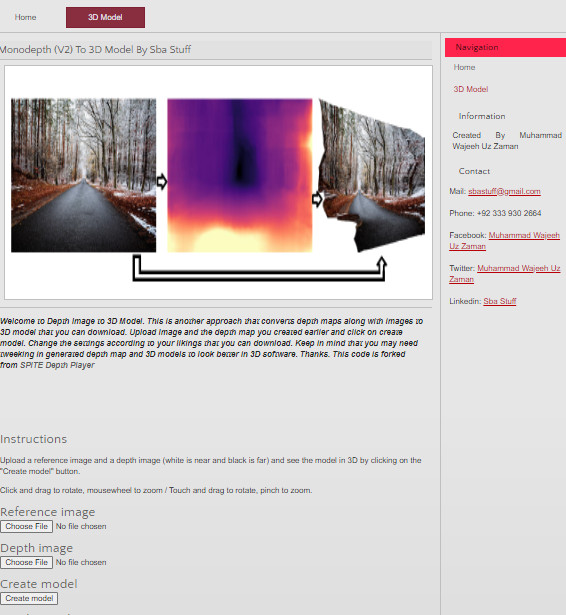 Home
3D Model
Monodepth (V2) To 3D Model By Sba Stuff
Welcome to Depth Image to 3D Model. This is another approach that converts depth maps along with images to
3D model that you can download. Upload image and the depth map you created earlier and click on create
model. Change the settings according to your likings that you can download. Keep in mind that you may need
tweeking in generated depth map and 3D models to look better in 3D software. Thanks. This code is forked
from SPITE Depth Player
Instructions
Upload a reference image and a depth image (white is near and black is far) and see the model in 3D by clicking on the
"Create model" button.
Click and drag to rotate, mousewheel to zoom / Touch and drag to rotate, pinch to zoom.
Reference image
Choose File No file chosen
Depth image
Choose File No file chosen
Create model
Create model
Navigation
Home
3D Model
Information
Created By Muhammad
Wajeeh Uz Zaman
Contact
Mail: sbastuff@gmail.com
Phone: +92 333 930 2664
Facebook: Muhammad Wajeeh
Uz Zaman
Twitter: Muhammad Wajeeh Uz
Zaman
Linkedin: Sba Stuff